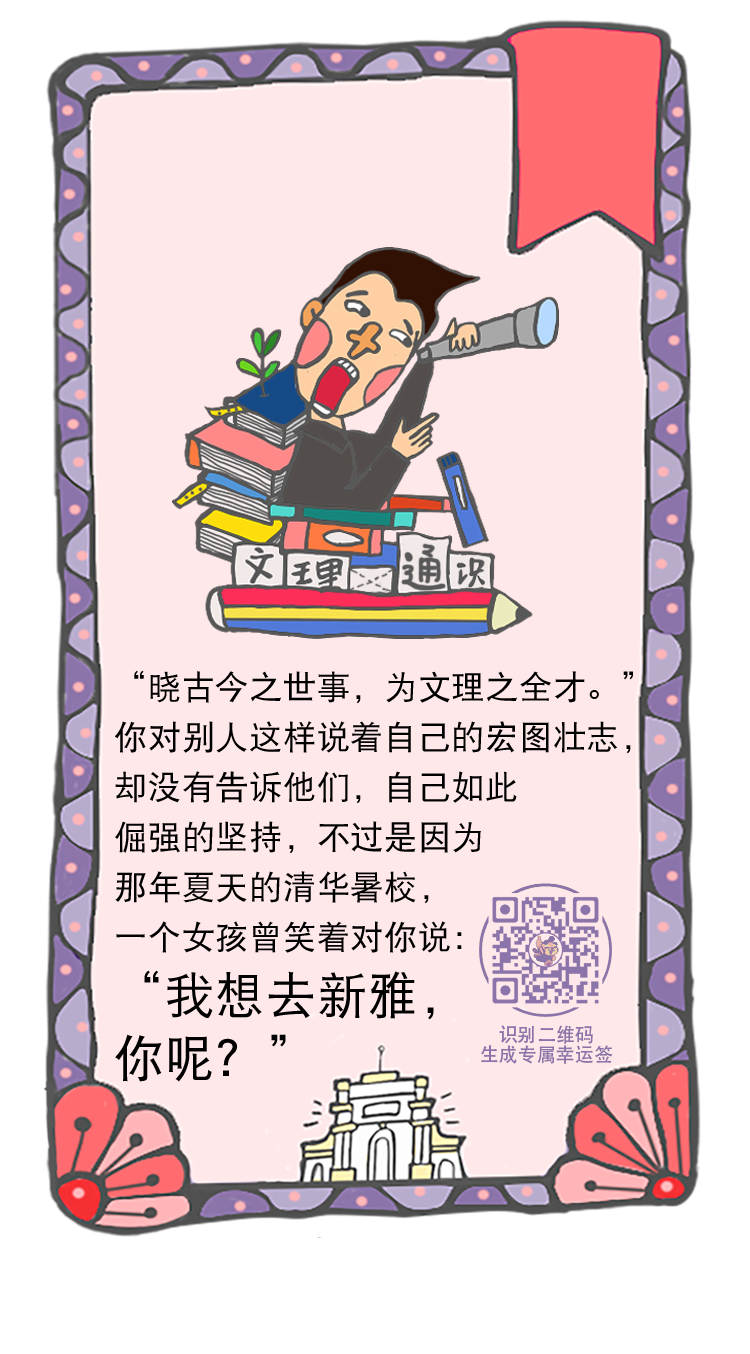 文理通识
“晓古今之世事，为文理之全才。”
你对别人这样说着自己的宏图壮志，
却没有告诉他们，自己如此
倔强的坚持，不过是因为
那年夏天的清华暑校，
一个女孩曾笑着对你说：
“我想去新雅，
你呢？”
识别二维码
生成专属幸运签